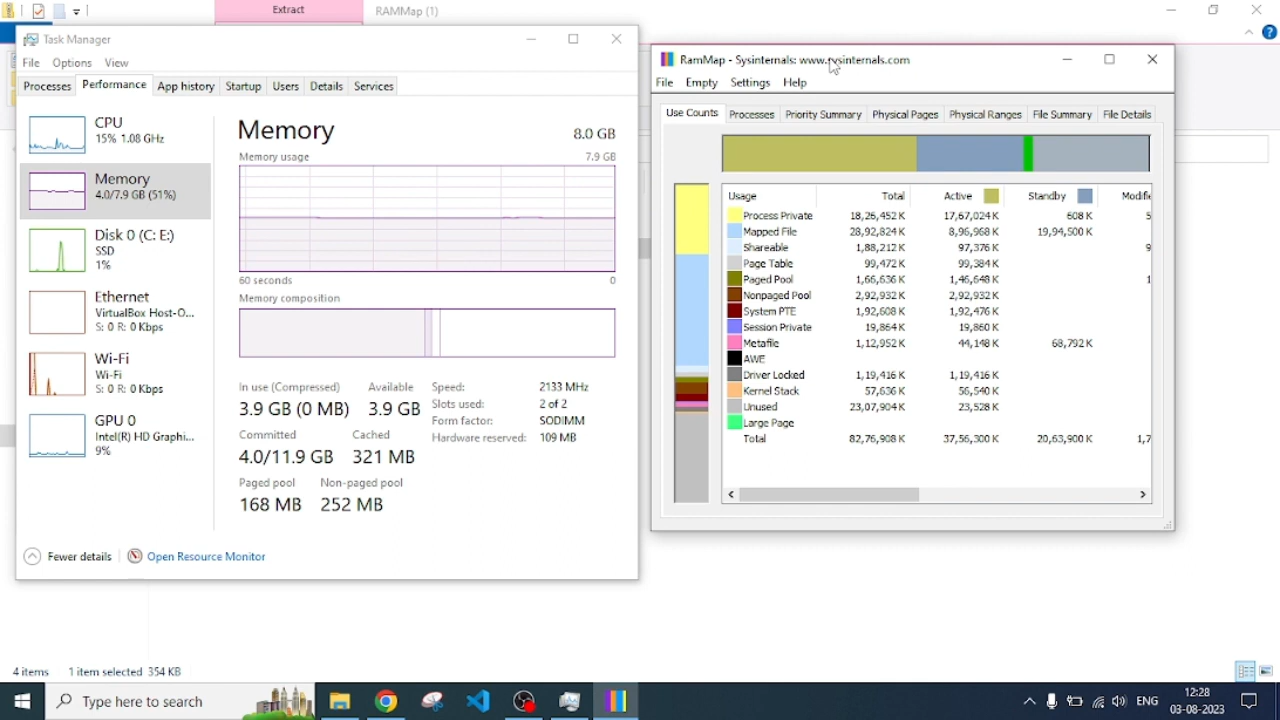 Extract
RAMMap (1)
Task Manager
File Options View
Processes Performance App history Startup Users Details Services
CPU
15% 1.08 GHz
Memory
4.0/7.9 GB (51%)
Disk 0 (C: E:)
SSD
1%
Ethernet
VirtualBox Host-O...
S: 0 R: 0 Kbps
Wi-Fi
Wi-Fi
S: 0 R: 0 Kbps
GPU 0
Intel(R) HD Graphi...
9%
Memory 8.0 GB
Memory usage 7.9 GB
60 seconds 0
Memory composition
In use (Compressed) Available
3.9 GB (0 MB) 3.9 GB
Committed Cached
4.0/11.9 GB 321 MB
Paged pool Non-paged pool
168 MB 252 MB
Speed: 2133 MHz
Slots used: 2 of 2
Form factor: SODIMM
Hardware reserved: 109 MB
Fewer details Open Resource Monitor
RamMap - Sysinternals: www.sysinternals.com
File Empty Settings Help
Use Counts Processes Priority Summary Physical Pages Physical Ranges File Summary File Details
Usage Total Active Standby Modifi
Process Private 18,26,452 K 17,67,024 K 608 K 5
Mapped File 28,92,824 K 8,96,968 K 19,94,500 K
Shareable 1,88,212 K 97,376 K 9
Page Table 99,472 K 99,384 K
Paged Pool 1,66,636 K 1,46,648 K 1
Nonpaged Pool 2,92,932 K 2,92,932 K
System PTE 1,92,608 K 1,92,476 K
Session Private 19,864 K 19,860 K
Metafile 1,12,952 K 44,148 K 68,792 K
AWE
Driver Locked 1,19,416 K 1,19,416 K
Kernel Stack 57,636 K 56,540 K
Unused 23,07,904 K 23,528 K
Large Page
Total 82,76,908 K 37,56,300 K 20,63,900 K 1,7
4 items 1 item selected 354 KB
Type here to search
ENG
12:28
03-08-2023